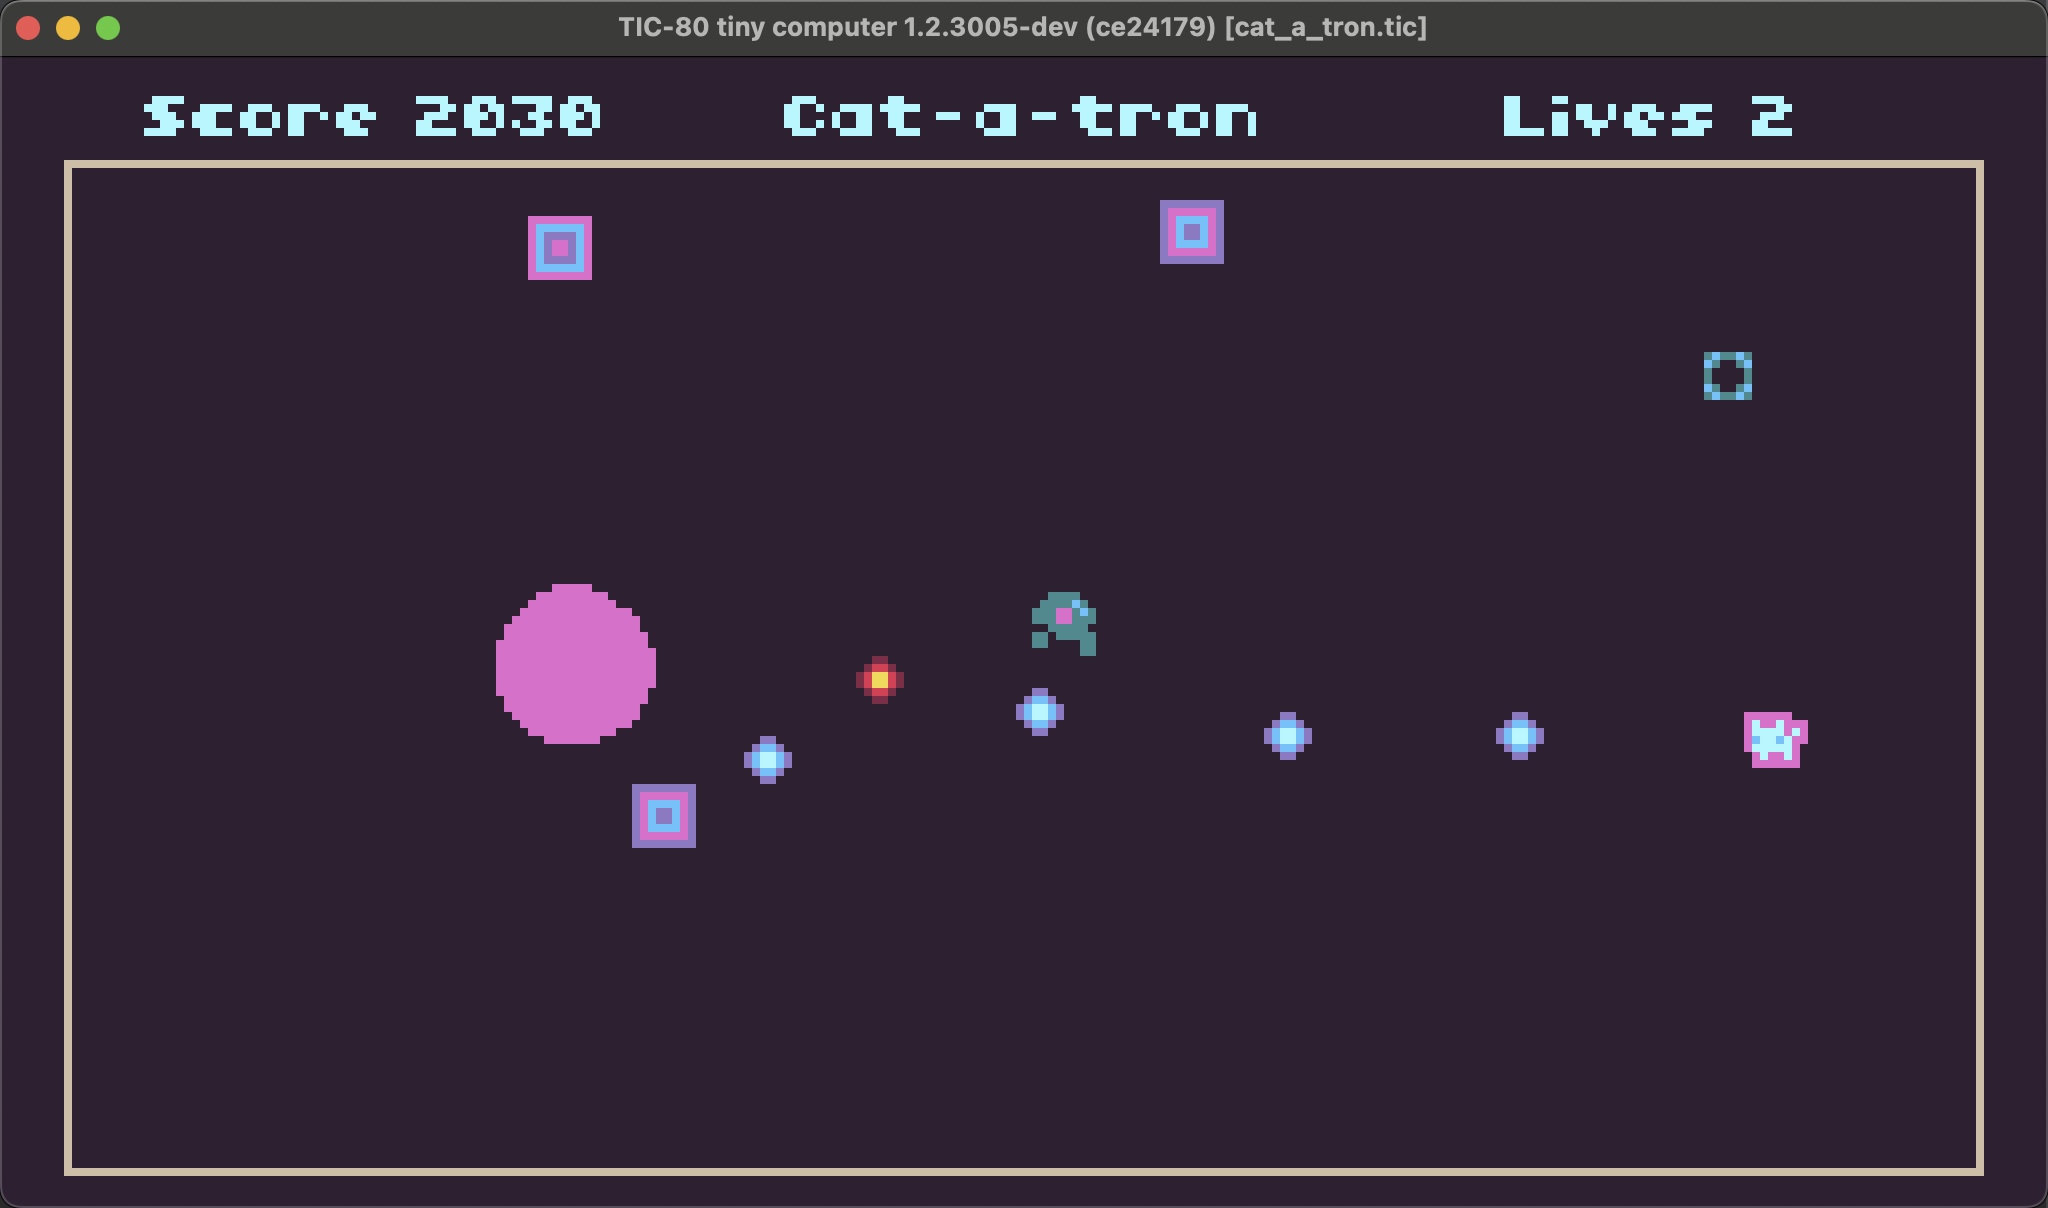 TIC-80 tiny computer 1.2.3005-dev (ce24179) [cat_a_tron.tic]
Score 2030 Cat-a-tron Lives 2